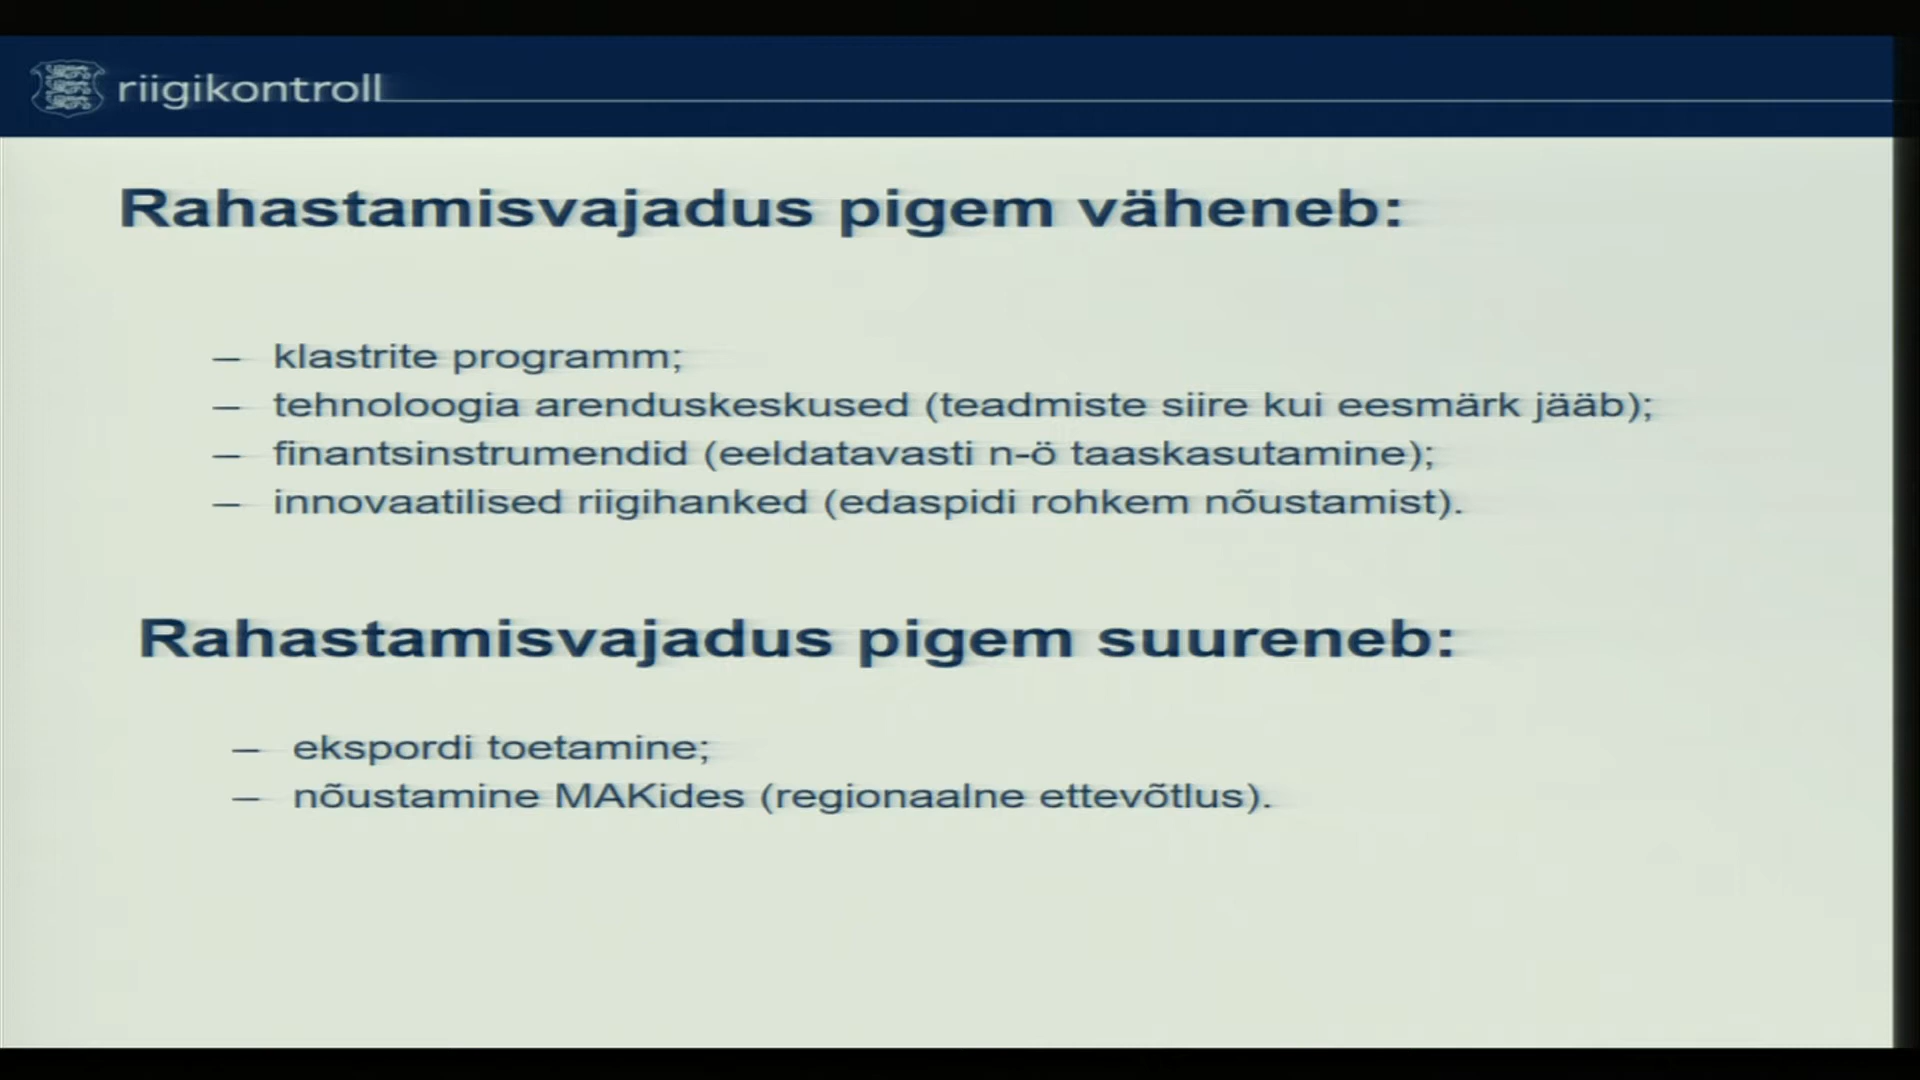 riigikontroll
Rahastamisvajadus pigem väheneb:
– klastrite programm;
– tehnoloogia arenduskeskused (teadmiste siire kui eesmärk jääb);
– finantsinstrumendid (eeldatavasti n-ö taaskasutamine);
– innovaatilised riigihanked (edaspidi rohkem nõustamist).
Rahastamisvajadus pigem suureneb:
– ekspordi toetamine;
– nõustamine MAKides (regionaalne ettevõtlus).